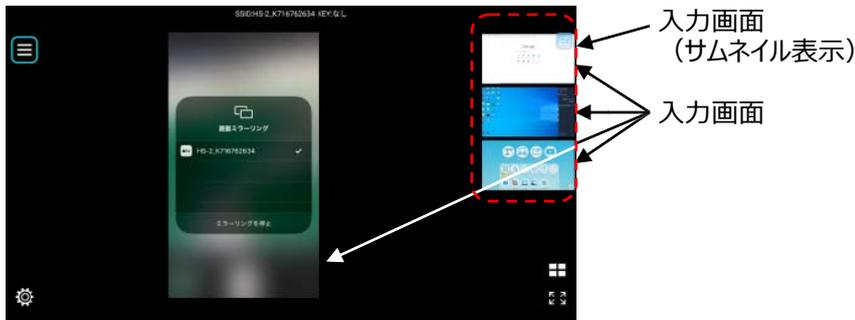 SSID:HS-2_K716762634 KEY:なし
入力画面
(サムネイル表示)
入力画面
画面ミラーリング
HS-2_K716762634
ミラーリングを停止